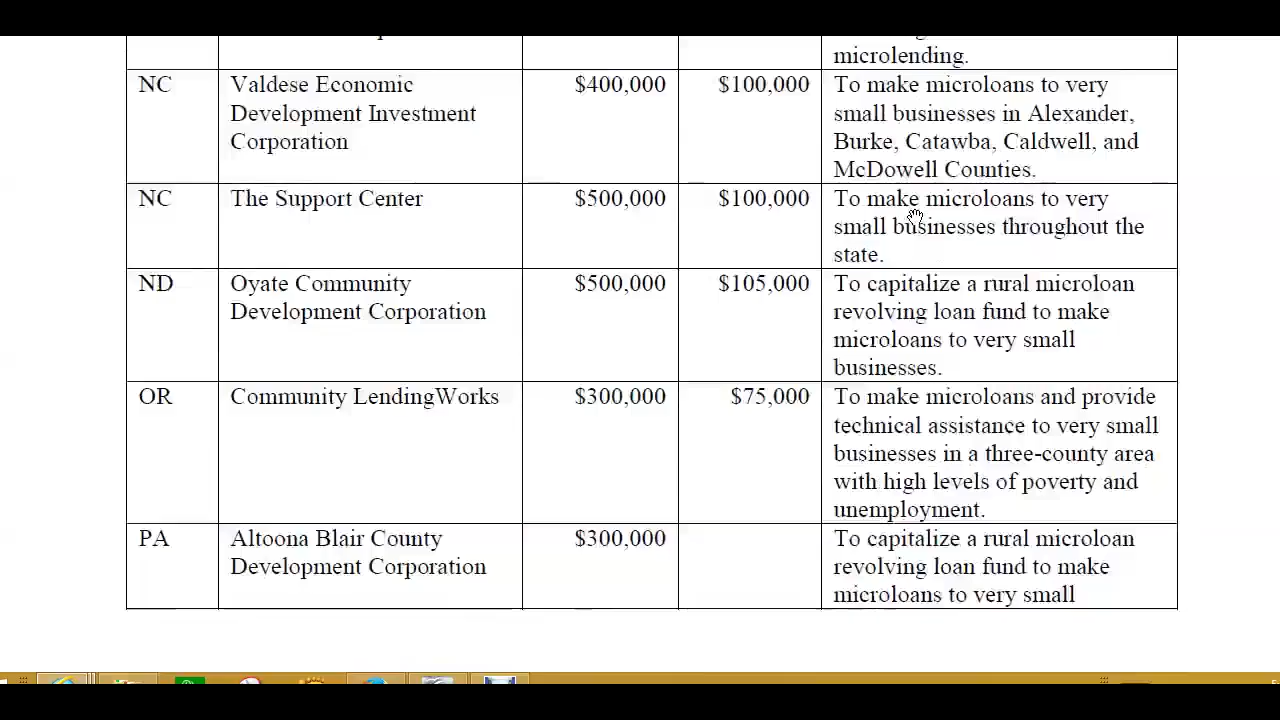 microlending.
NC Valdese Economic $400,000 $100,000 To make microloans to very
Development Investment small businesses in Alexander,
Corporation Burke, Catawba, Caldwell, and
McDowell Counties.
NC The Support Center $500,000 $100,000 To make microloans to very
small businesses throughout the
state.
ND Oyate Community $500,000 $105,000 To capitalize a rural microloan
Development Corporation revolving loan fund to make
microloans to very small
businesses.
OR Community LendingWorks $300,000 $75,000 To make microloans and provide
technical assistance to very small
businesses in a three-county area
with high levels of poverty and
unemployment.
PA Altoona Blair County $300,000 To capitalize a rural microloan
Development Corporation revolving loan fund to make
microloans to very small